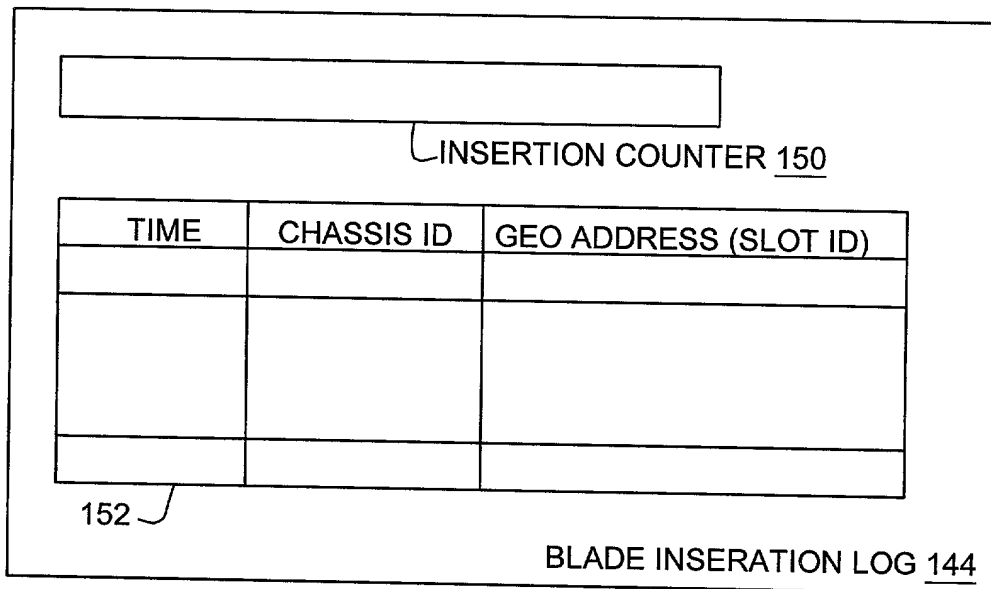 INSERTION COUNTER 150
TIME CHASSIS ID GEO ADDRESS (SLOT ID)
152
BLADE INSERATION LOG 144